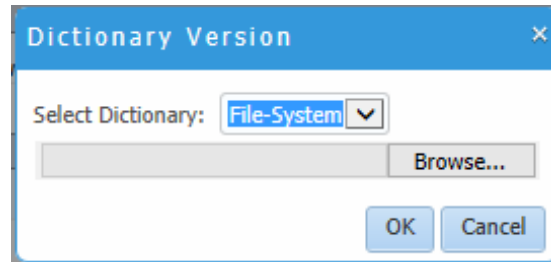 Dictionary Version ×
Select Dictionary: File-System
Browse...
OK Cancel